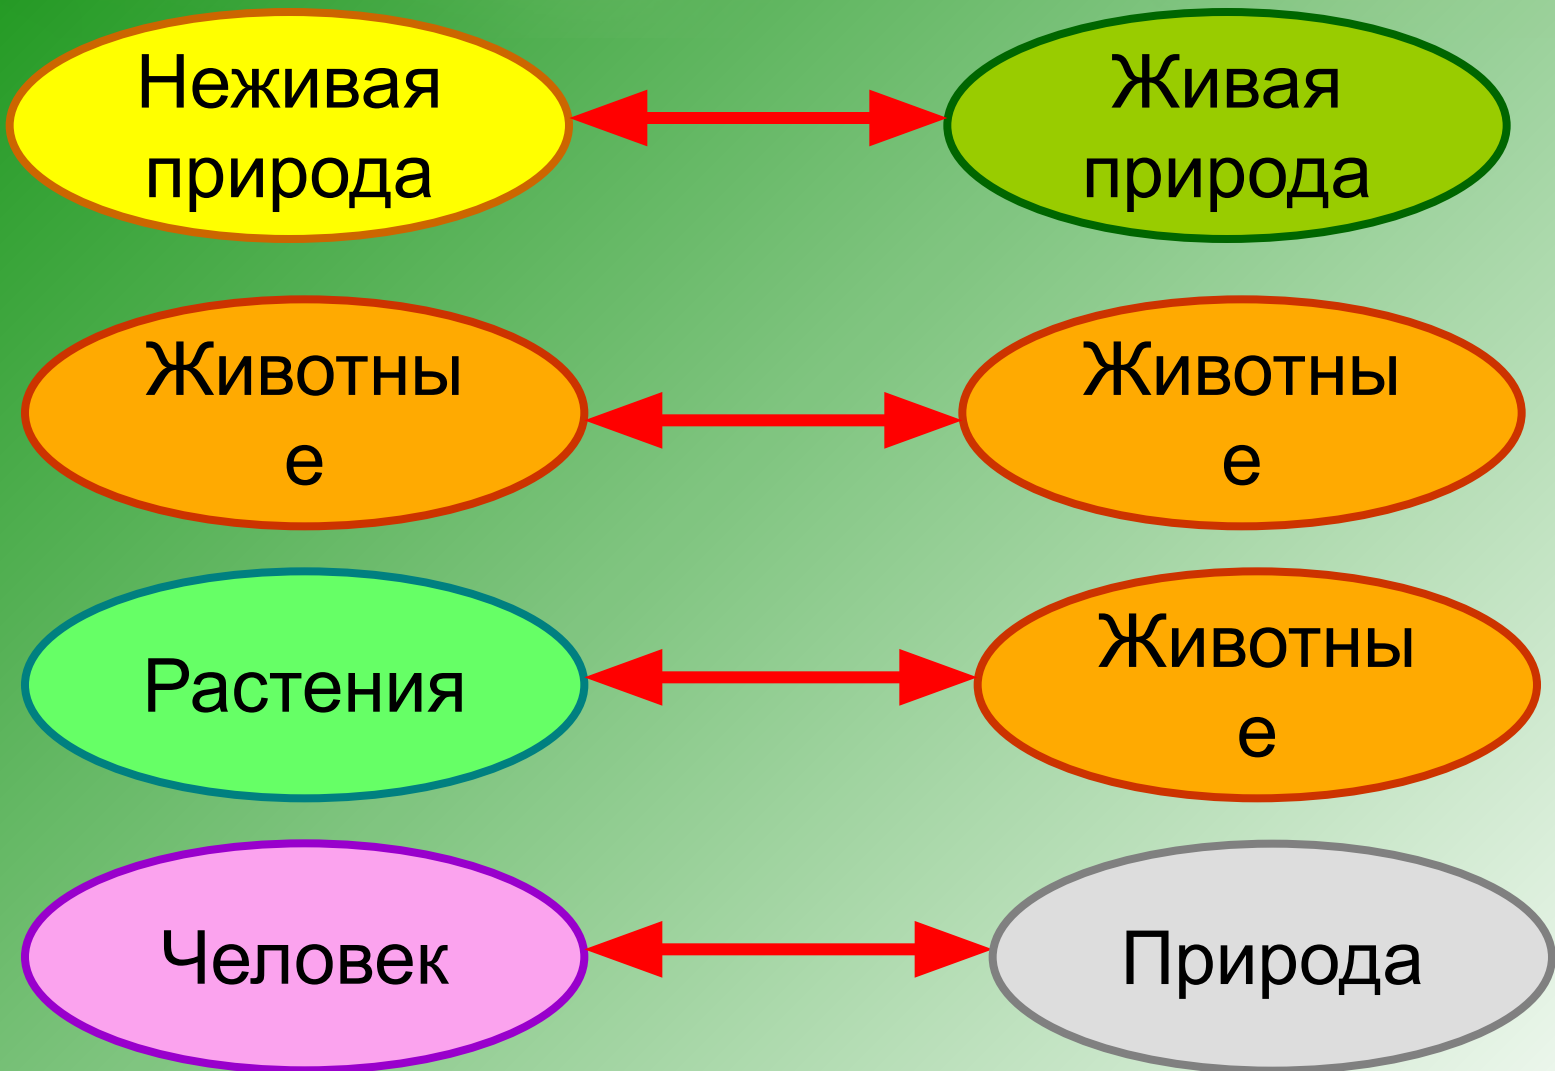 Неживая
природа
Живая
природа
Животны
е
Животны
е
Растения
Животны
е
Человек
Природа